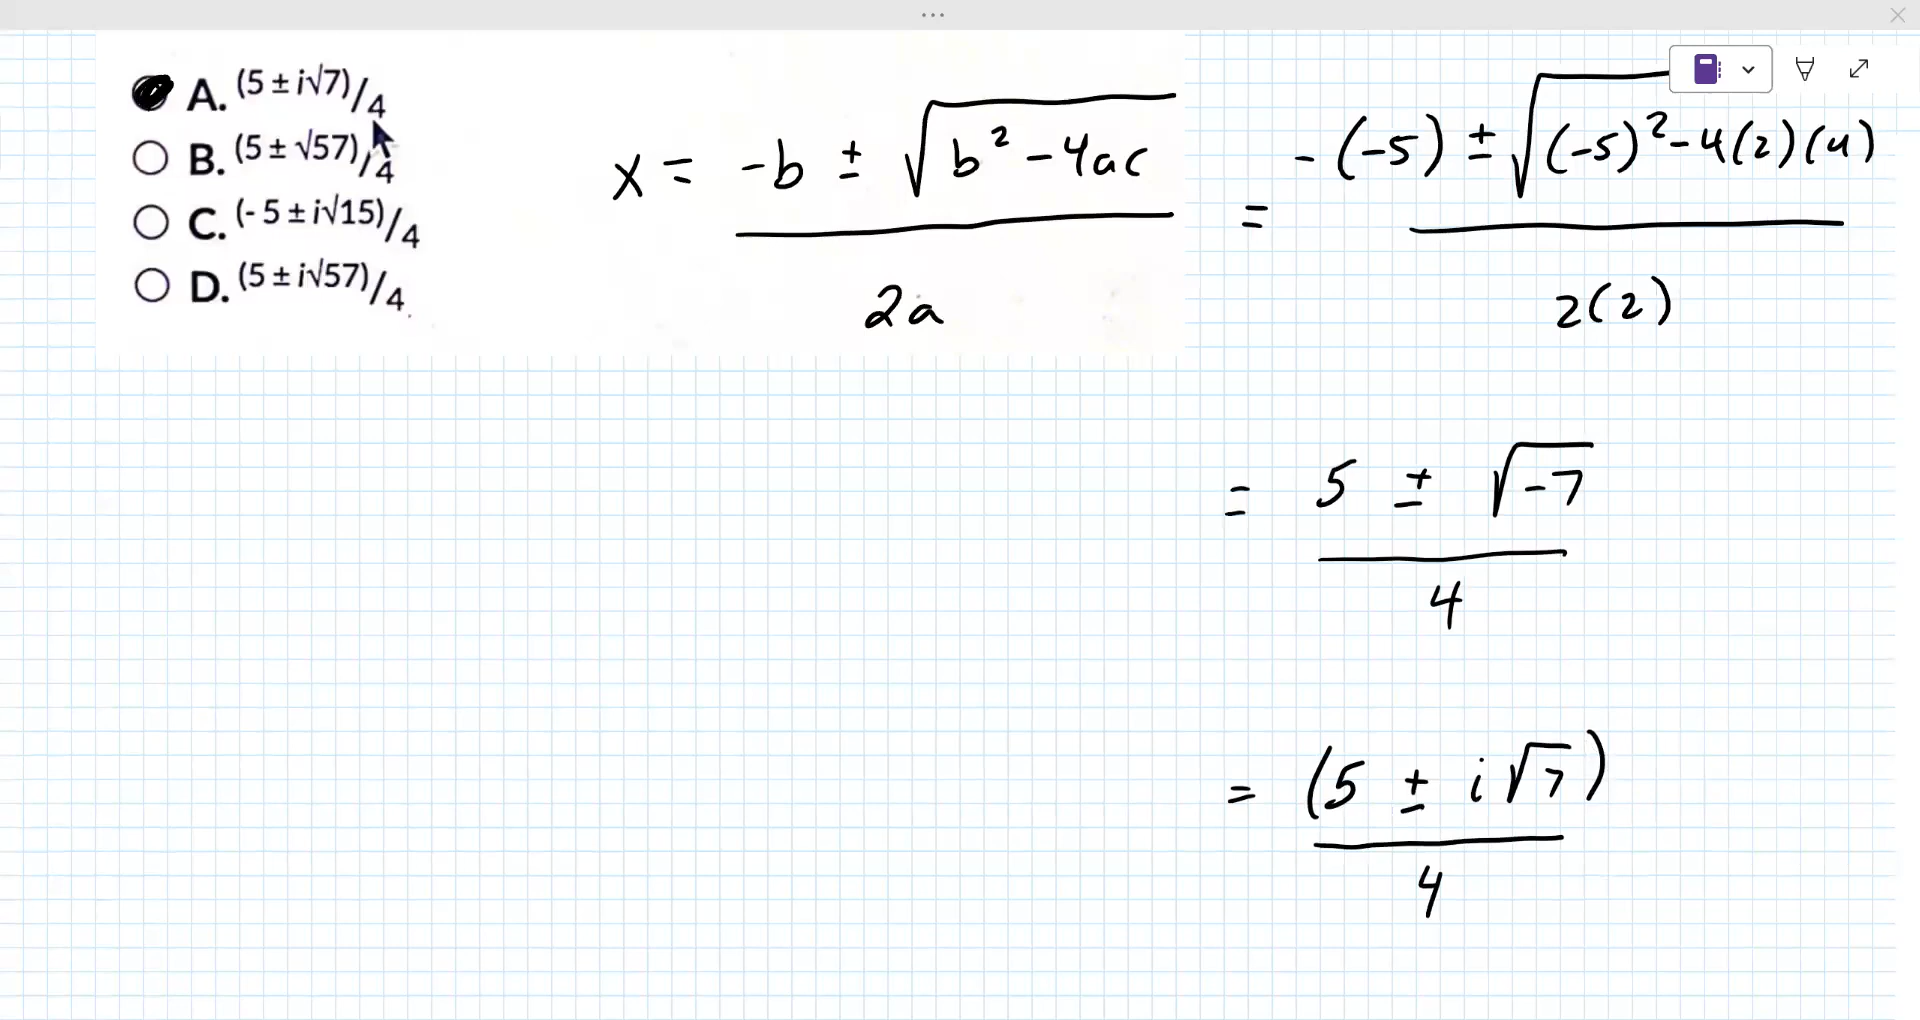 A. (5 ± i√7)/4
B. (5 ± √57)/4
C. (- 5 ± i√15)/4
D. (5 ± i√57)/4
x = -b ± √b² - 4ac
2a
= -(-5) ± √(-5)² - 4(2)(4)
2(2)
= 5 ± √-7
4
= (5 ± i√7)
4